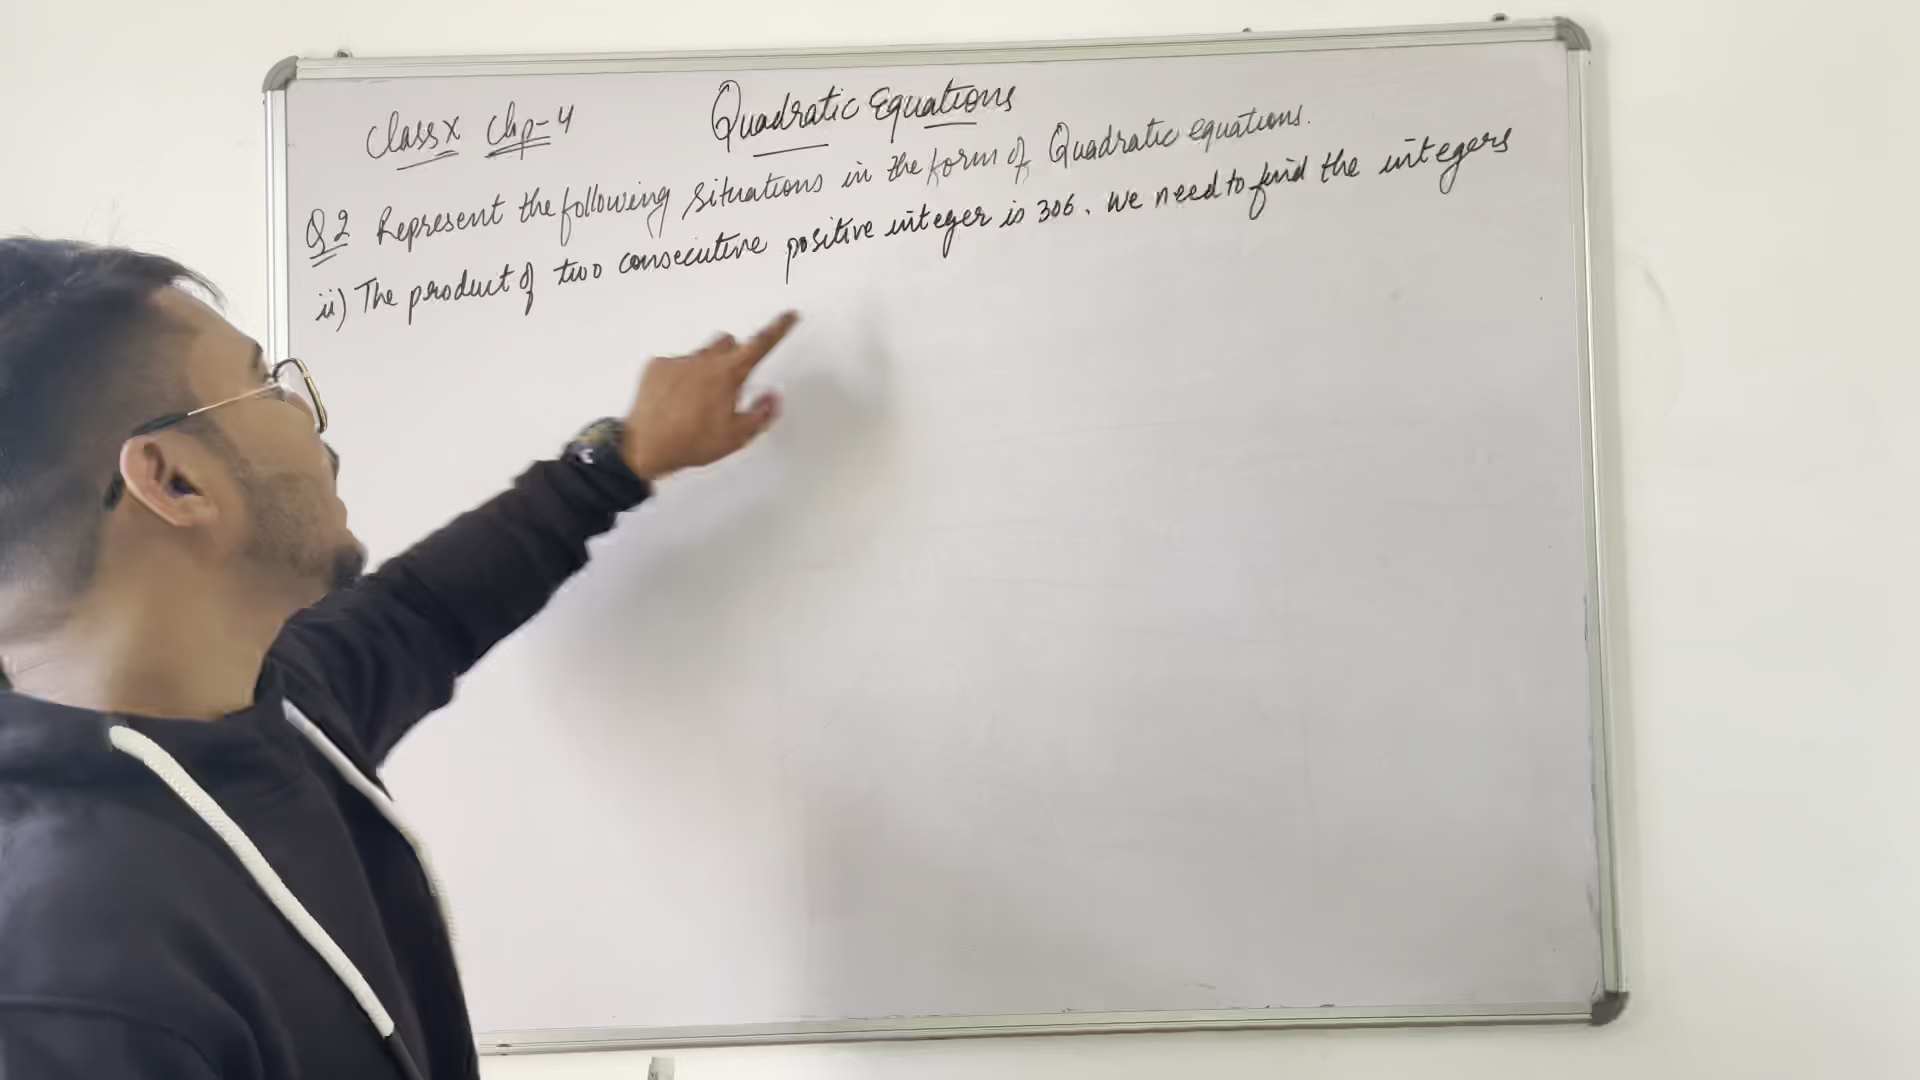 Class X Chp-4 Quadratic Equations
Q2 Represent the following situations in the form of Quadratic equations.
ii) The product of two consecutive positive integer is 306. We need to find the integers